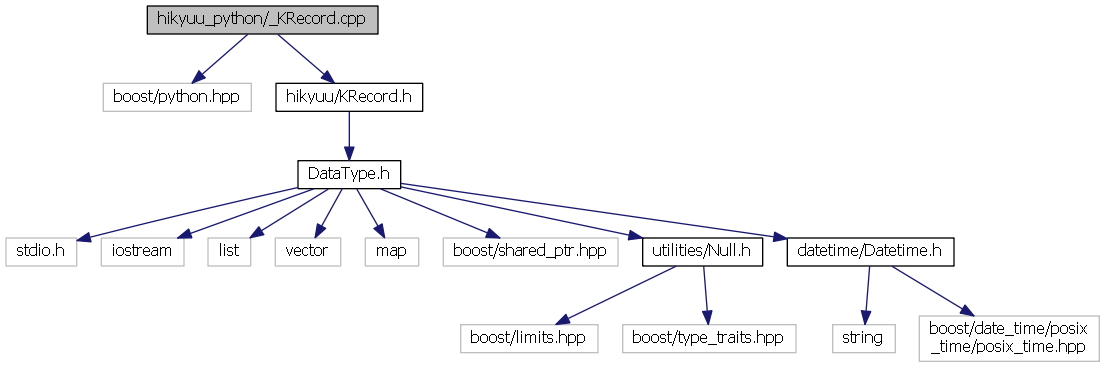 hikyuu_python/_KRecord.cpp
boost/python.hpp
hikyuu/KRecord.h
DataType.h
stdio.h
iostream
list
vector
map
boost/shared_ptr.hpp
utilities/Null.h
datetime/Datetime.h
boost/limits.hpp
boost/type_traits.hpp
string
boost/date_time/posix
_time/posix_time.hpp